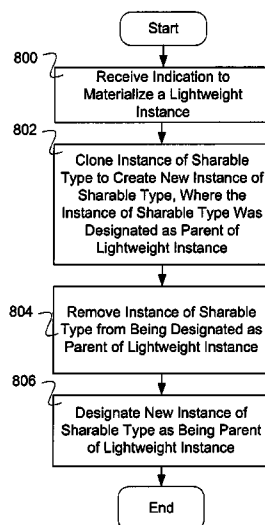 Start
800
Receive Indication to
Materialize a Lightweight
Instance
802
Clone Instance of Sharable
Type to Create New Instance of
Sharable Type, Where the
Instance of Sharable Type Was
Designated as Parent of
Lightweight Instance
804
Remove Instance of Sharable
Type from Being Designated as
Parent of Lightweight Instance
806
Designate New Instance of
Sharable Type as Being Parent
of Lightweight Instance
End